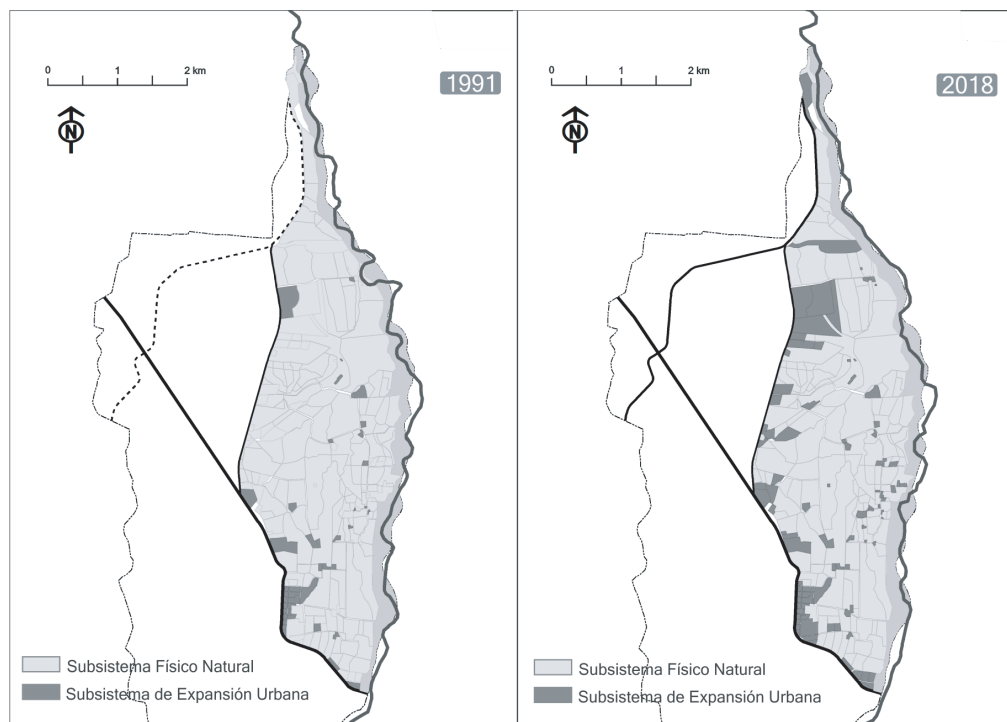 0 1 2 km
1991
N
Subsistema Físico Natural
Subsistema de Expansión Urbana
0 1 2 km
2018
N
Subsistema Físico Natural
Subsistema de Expansión Urbana